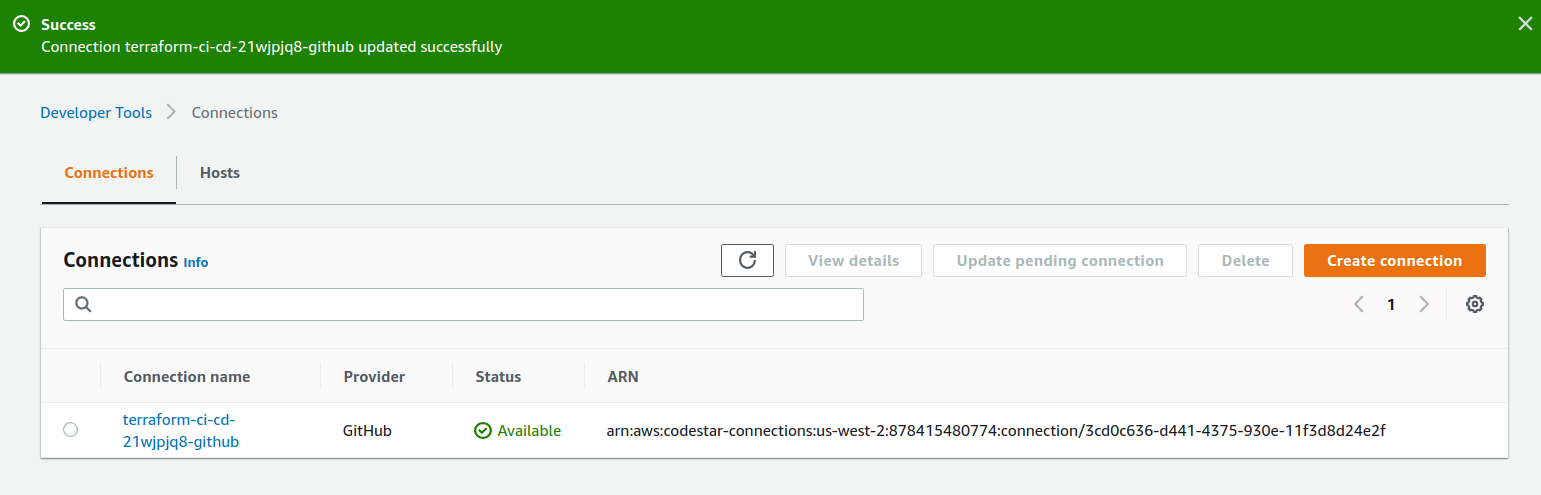 Success
Connection terraform-ci-cd-21wjpjq8-github updated successfully
Developer Tools Connections
Connections Hosts
Connections Info View details Update pending connection Delete Create connection
1
Connection name Provider Status ARN
terraform-ci-cd-
21wjpjq8-github GitHub Available arn:aws:codestar-connections:us-west-2:878415480774:connection/3cd0c636-d441-4375-930e-11f3d8d24e2f